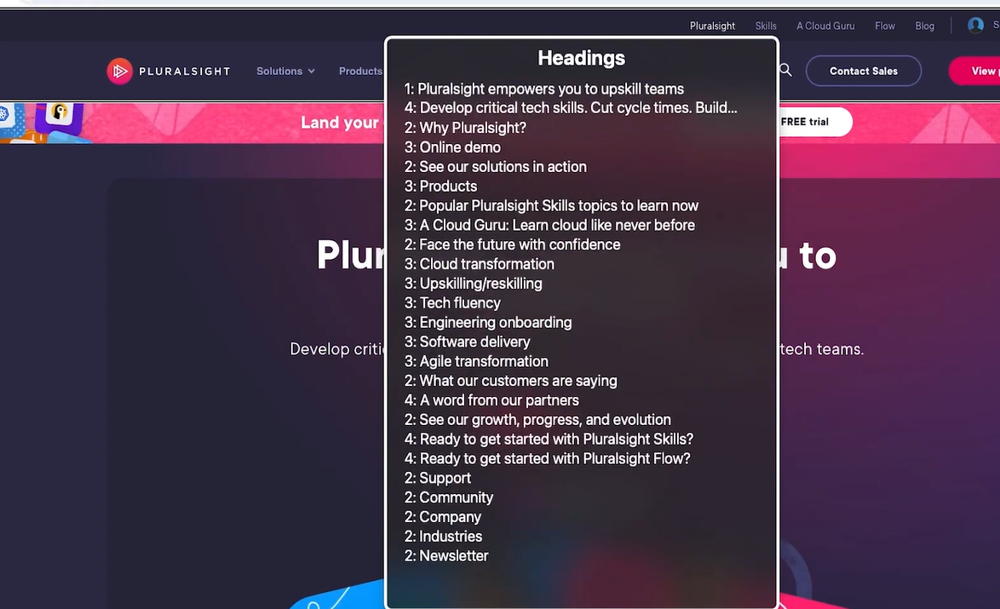 Pluralsight Skills A Cloud Guru Flow Blog S
PLURALSIGHT Solutions Products Contact Sales View
Land your FREE trial
Plur u to
Develop critic tech teams.
Headings
1: Pluralsight empowers you to upskill teams
4: Develop critical tech skills. Cut cycle times. Build...
2: Why Pluralsight?
3: Online demo
2: See our solutions in action
3: Products
2: Popular Pluralsight Skills topics to learn now
3: A Cloud Guru: Learn cloud like never before
2: Face the future with confidence
3: Cloud transformation
3: Upskilling/reskilling
3: Tech fluency
3: Engineering onboarding
3: Software delivery
3: Agile transformation
2: What our customers are saying
4: A word from our partners
2: See our growth, progress, and evolution
4: Ready to get started with Pluralsight Skills?
4: Ready to get started with Pluralsight Flow?
2: Support
2: Community
2: Company
2: Industries
2: Newsletter